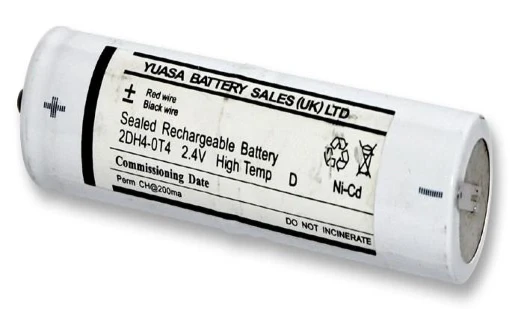 YUASA BATTERY SALES (UK) LTD
± Red wire
Black wire
Sealed Rechargeable Battery
2DH4-0T4 2.4V High Temp D
Ni-Cd
Commissioning Date
Perm CH@200ma
DO NOT INCINERATE
+
-